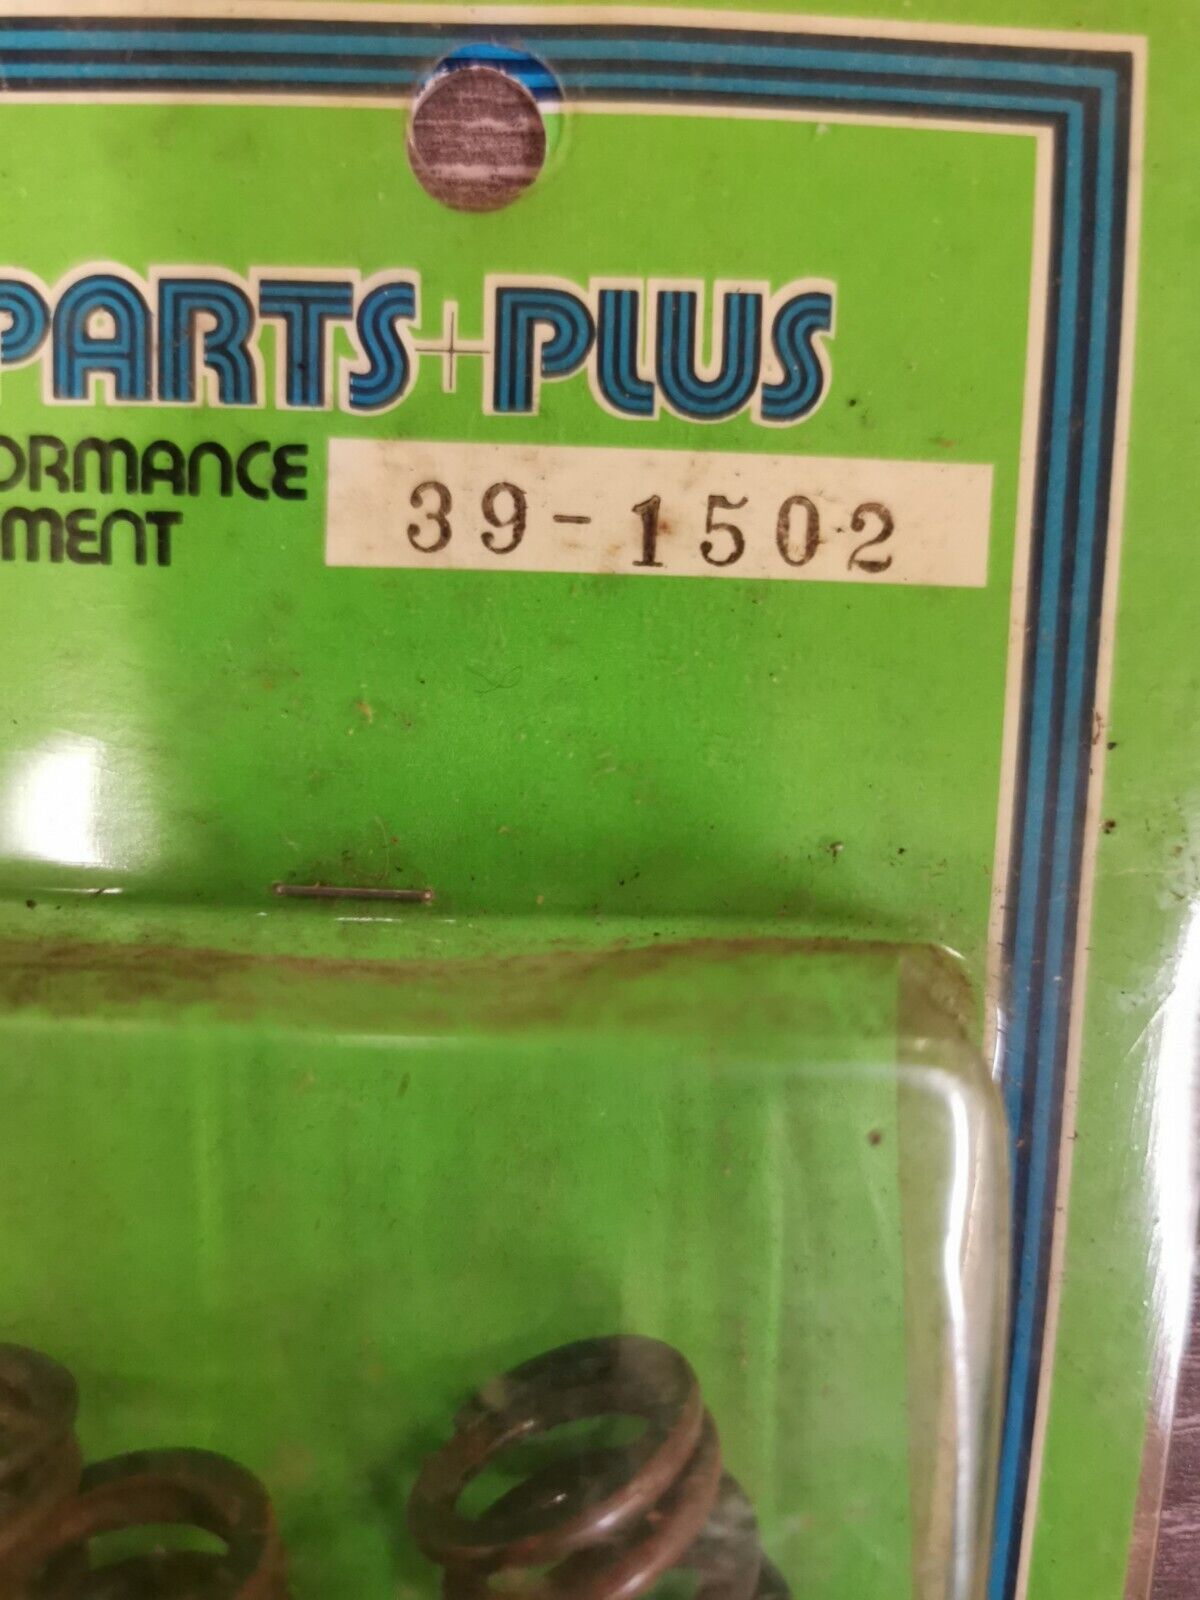 PARTS+PLUS
ORMANCE
MENT
39-1502